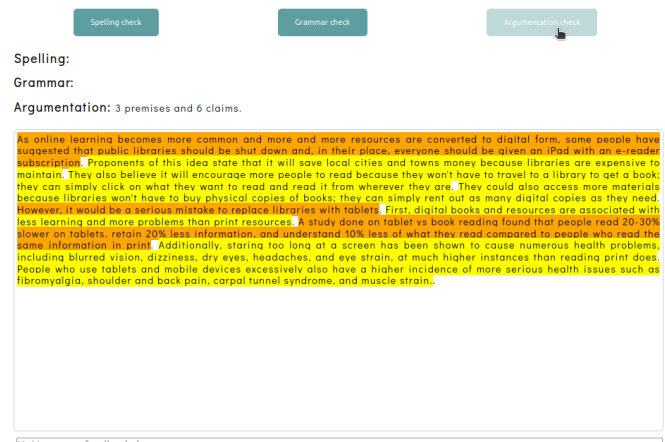 Spelling check Grammar check Argumentation check
Spelling:
Grammar:
Argumentation: 3 premises and 6 claims.
As online learning becomes more common and more and more resources are converted to digital form, some people have
suggested that public libraries should be shut down and, in their place, everyone should be given an iPad with an e-reader
subscription. Proponents of this idea state that it will save local cities and towns money because libraries are expensive to
maintain. They also believe it will encourage more people to read because they won't have to travel to a library to get a book;
they can simply click on what they want to read and read it from wherever they are. They could also access more materials
because libraries won't have to buy physical copies of books; they can simply rent out as many digital copies as they need.
However, it would be a serious mistake to replace libraries with tablets. First, digital books and resources are associated with
less learning and more problems than print resources. A study done on tablet vs book reading found that people read 20-30%
slower on tablets, retain 20% less information, and understand 10% less of what they read compared to people who read the
same information in print. Additionally, staring too long at a screen has been shown to cause numerous health problems,
including blurred vision, dizziness, dry eyes, headaches, and eye strain, at much higher instances than reading print does.
People who use tablets and mobile devices excessively also have a higher incidence of more serious health issues such as
fibromyalgia, shoulder and back pain, carpal tunnel syndrome, and muscle strain..